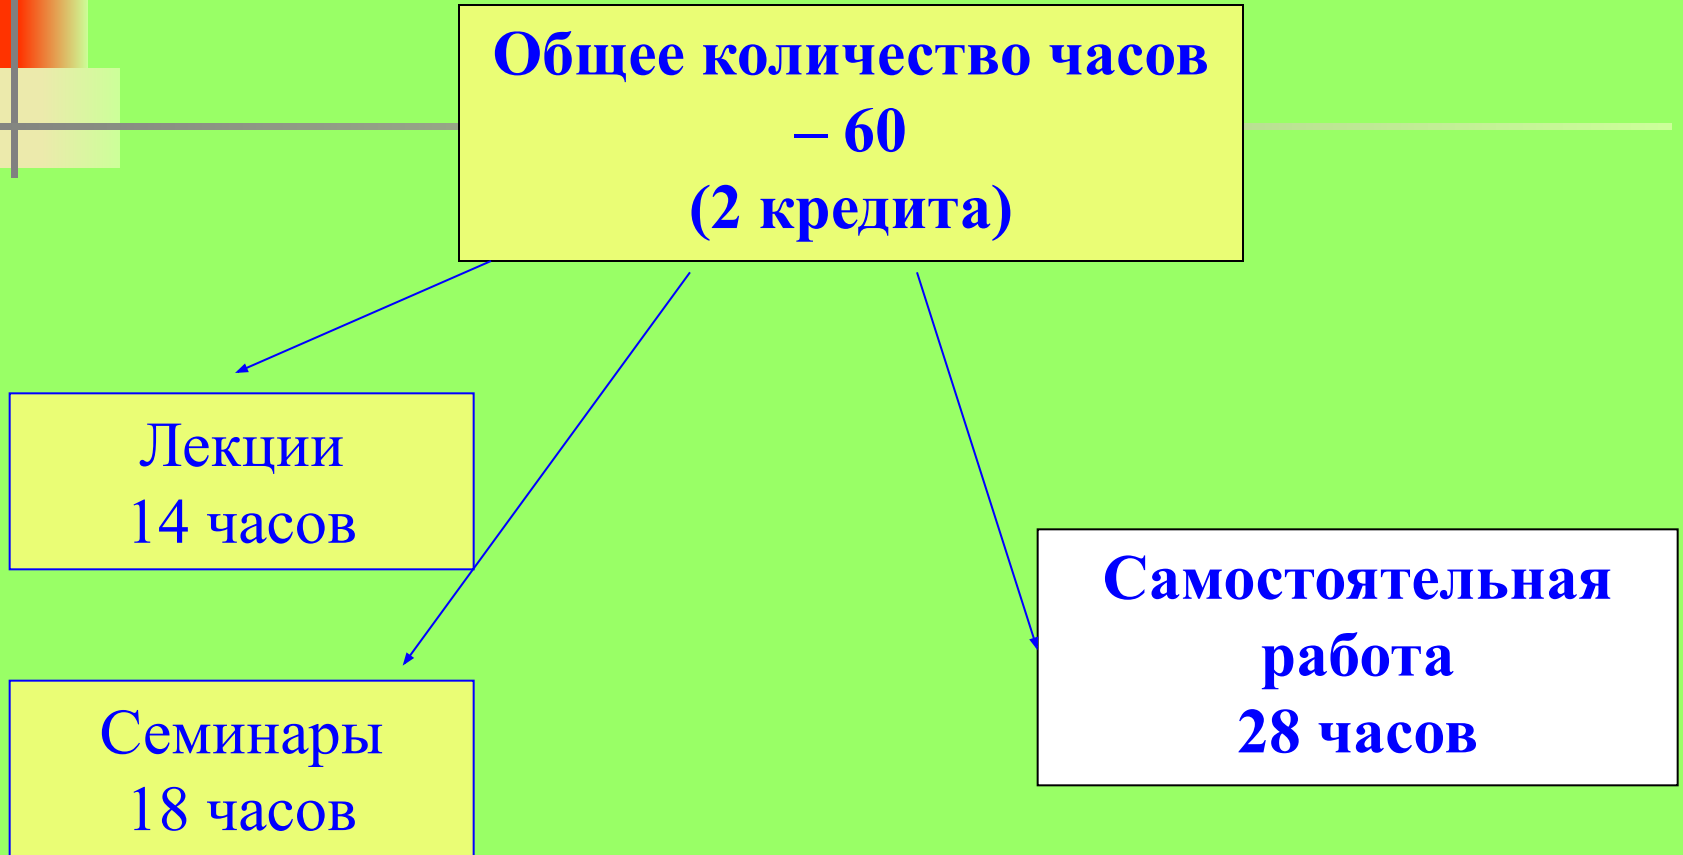 Общее количество часов
– 60
(2 кредита)
Лекции
14 часов
Семинары
18 часов
Самостоятельная
работа
28 часов